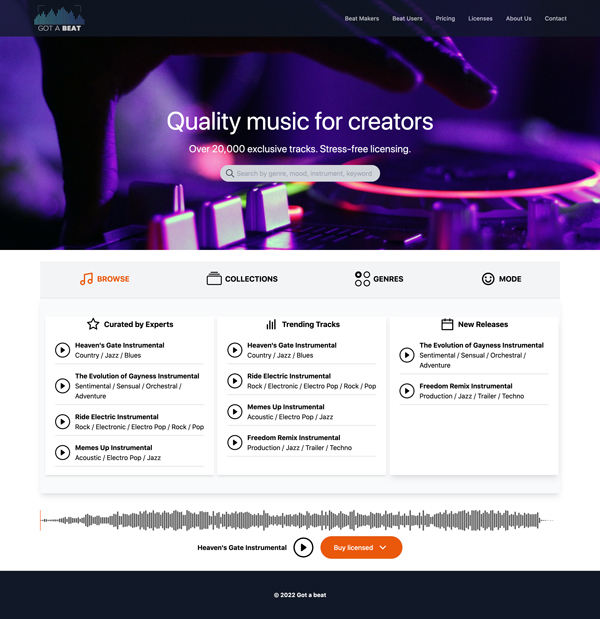 GOT A BEAT
Beat Makers Beat Users Pricing Licenses About Us Contact
Quality music for creators
Over 20,000 exclusive tracks. Stress-free licensing.
Search by genre, mood, instrument, keyword
BROWSE COLLECTIONS GENRES MODE
Curated by Experts
Heaven's Gate Instrumental
Country / Jazz / Blues
The Evolution of Gayness Instrumental
Sentimental / Sensual / Orchestral /
Adventure
Ride Electric Instrumental
Rock / Electronic / Electro Pop / Rock / Pop
Memes Up Instrumental
Acoustic / Electro Pop / Jazz
Trending Tracks
Heaven's Gate Instrumental
Country / Jazz / Blues
Ride Electric Instrumental
Rock / Electronic / Electro Pop / Rock / Pop
Memes Up Instrumental
Acoustic / Electro Pop / Jazz
Freedom Remix Instrumental
Production / Jazz / Trailer / Techno
New Releases
The Evolution of Gayness Instrumental
Sentimental / Sensual / Orchestral /
Adventure
Freedom Remix Instrumental
Production / Jazz / Trailer / Techno
Heaven's Gate Instrumental Buy licensed
© 2022 Got a beat